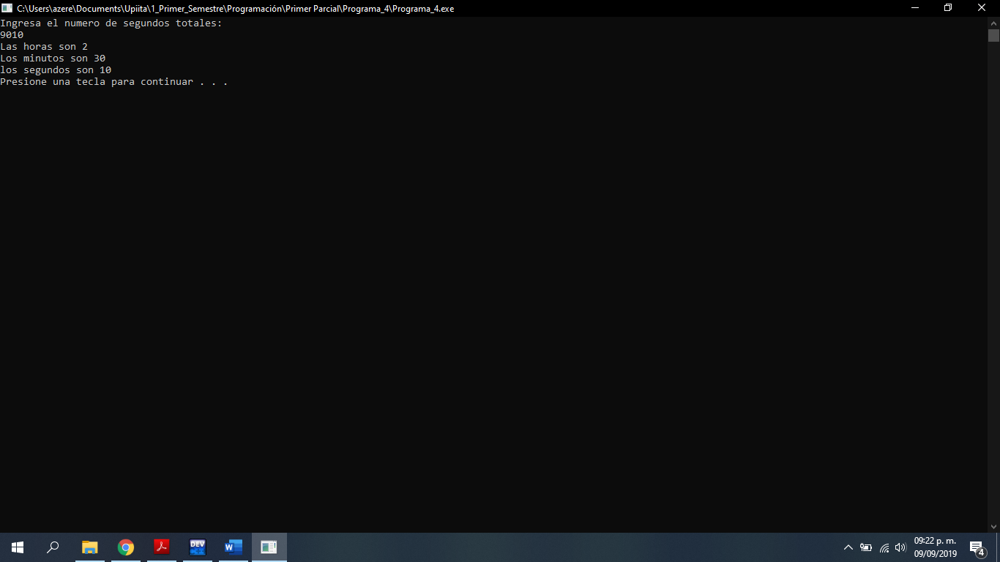 C:\Users\azere\Documents\Upiita\1_Primer_Semestre\Programación\Primer Parcial\Programa_4\Programa_4.exe
Ingresa el numero de segundos totales:
9010
Las horas son 2
Los minutos son 30
los segundos son 10
Presione una tecla para continuar . . .
DEV
W
09:22 p. m.
09/09/2019
4